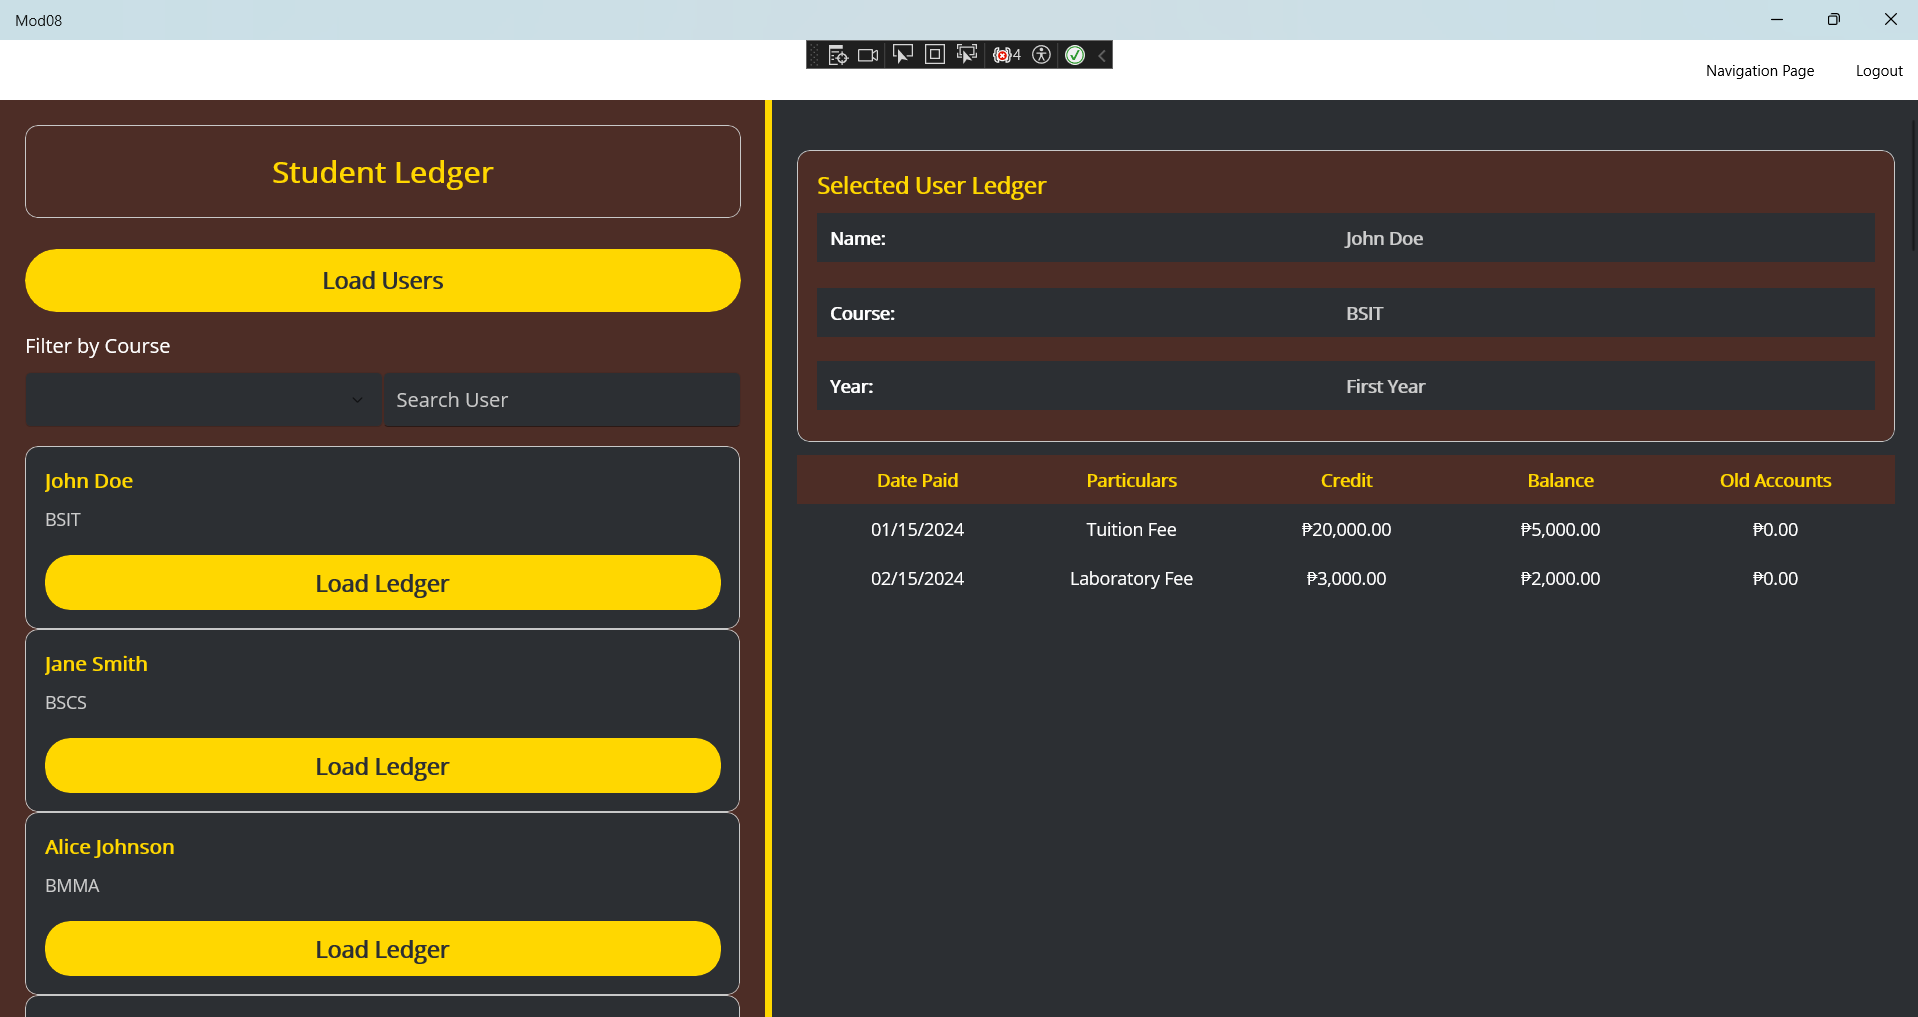 Mod08
4
Navigation Page Logout
Student Ledger
Load Users
Filter by Course
Search User
John Doe
BSIT
Load Ledger
Jane Smith
BSCS
Load Ledger
Alice Johnson
BMMA
Load Ledger
Selected User Ledger
Name: John Doe
Course: BSIT
Year: First Year
Date Paid Particulars Credit Balance Old Accounts
01/15/2024 Tuition Fee ₱20,000.00 ₱5,000.00 ₱0.00
02/15/2024 Laboratory Fee ₱3,000.00 ₱2,000.00 ₱0.00